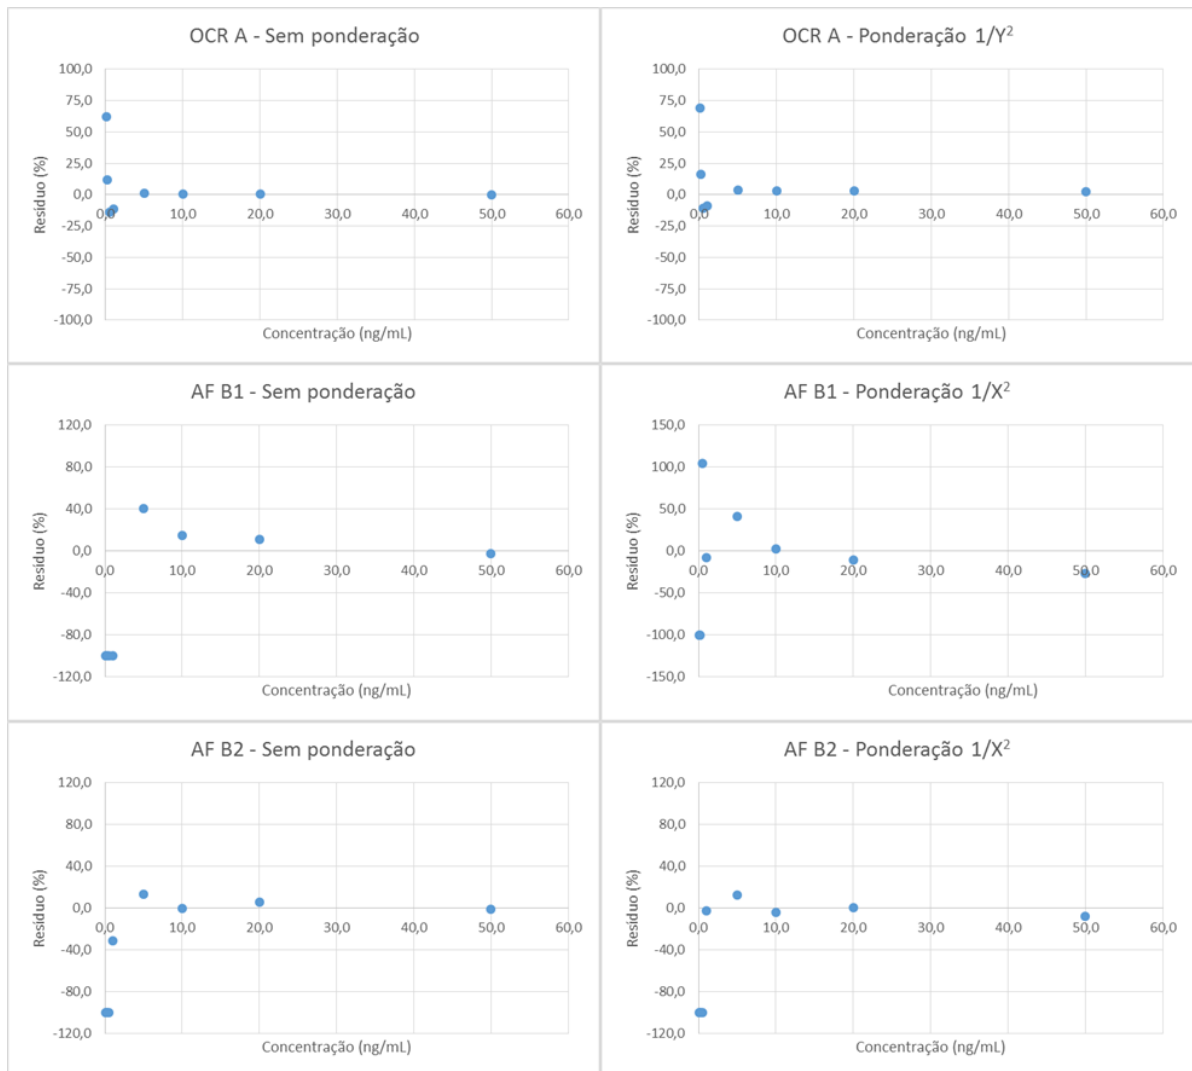 OCR A - Sem ponderação
100,0
75,0
50,0
25,0
0,0
-25,0
-50,0
-75,0
-100,0
0,0 10,0 20,0 30,0 40,0 50,0 60,0
Resíduo (%)
Concentração (ng/mL)
OCR A - Ponderação 1/Y²
100,0
75,0
50,0
25,0
0,0
-25,0
-50,0
-75,0
-100,0
0,0 10,0 20,0 30,0 40,0 50,0 60,0
Resíduo (%)
Concentração (ng/mL)
AF B1 - Sem ponderação
120,0
80,0
40,0
0,0
-40,0
-80,0
-120,0
0,0 10,0 20,0 30,0 40,0 50,0 60,0
Resíduo (%)
Concentração (ng/mL)
AF B1 - Ponderação 1/X²
150,0
100,0
50,0
0,0
-50,0
-100,0
-150,0
0,0 10,0 20,0 30,0 40,0 50,0 60,0
Resíduo (%)
Concentração (ng/mL)
AF B2 - Sem ponderação
120,0
80,0
40,0
0,0
-40,0
-80,0
-120,0
0,0 10,0 20,0 30,0 40,0 50,0 60,0
Resíduo (%)
Concentração (ng/mL)
AF B2 - Ponderação 1/X²
120,0
80,0
40,0
0,0
-40,0
-80,0
-120,0
0,0 10,0 20,0 30,0 40,0 50,0 60,0
Resíduo (%)
Concentração (ng/mL)